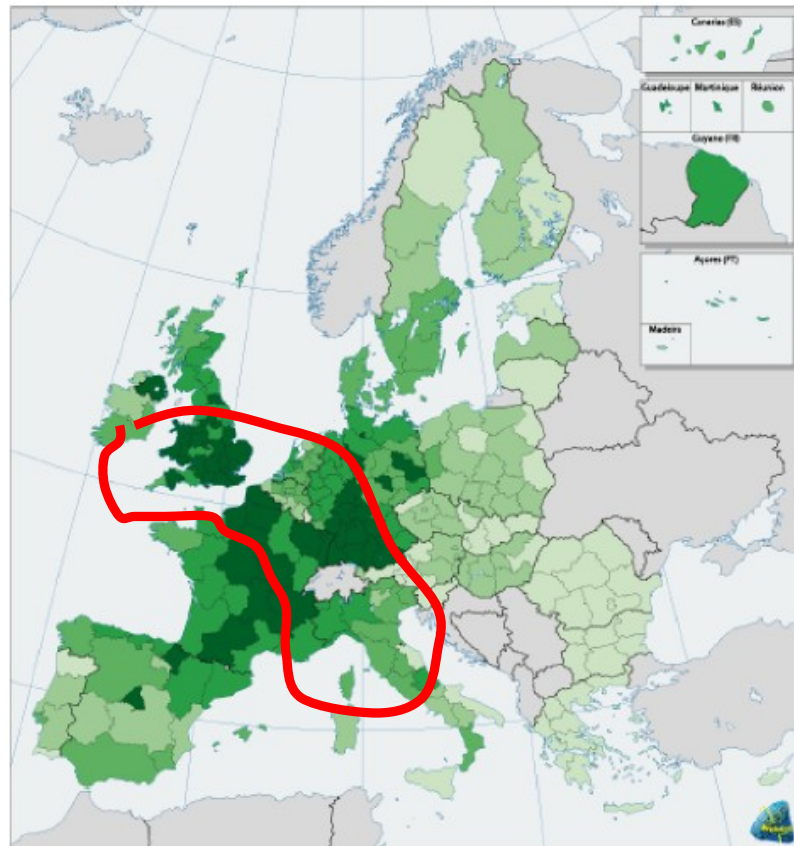 Canarias (ES)
Guadeloupe Martinique Réunion
Guyane (FR)
Açores (PT)
Madeira